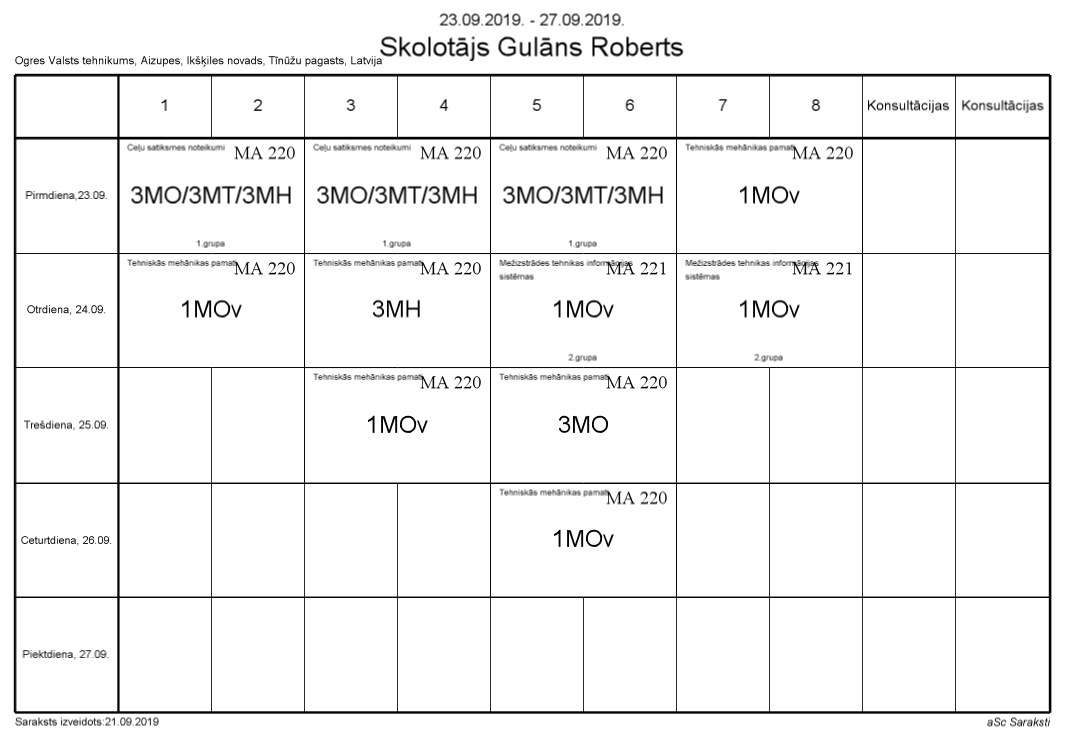 23.09.2019. - 27.09.2019.
Skolotājs Gulāns Roberts
Ogres Valsts tehnikums, Aizupes, Ikšķiles novads, Tīnūžu pagasts, Latvija
1 2 3 4 5 6 7 8 Konsultācijas Konsultācijas
Pirmdiena,23.09.
Ceļu satiksmes noteikumi MA 220
3MO/3MT/3MH
1.grupa
Ceļu satiksmes noteikumi MA 220
3MO/3MT/3MH
1.grupa
Ceļu satiksmes noteikumi MA 220
3MO/3MT/3MH
1.grupa
Tehniskās mehānikas pamati MA 220
1MOv
Otrdiena, 24.09.
Tehniskās mehānikas pamati MA 220
1MOv
Tehniskās mehānikas pamati MA 220
3MH
Mežizstrādes tehnikas informācijas MA 221
sistēmas
1MOv
2.grupa
Mežizstrādes tehnikas informācijas MA 221
sistēmas
1MOv
2.grupa
Trešdiena, 25.09.
Tehniskās mehānikas pamati MA 220
1MOv
Tehniskās mehānikas pamati MA 220
3MO
Ceturtdiena, 26.09.
Tehniskās mehānikas pamati MA 220
1MOv
Piektdiena, 27.09.
Saraksts izveidots:21.09.2019
aSc Saraksti